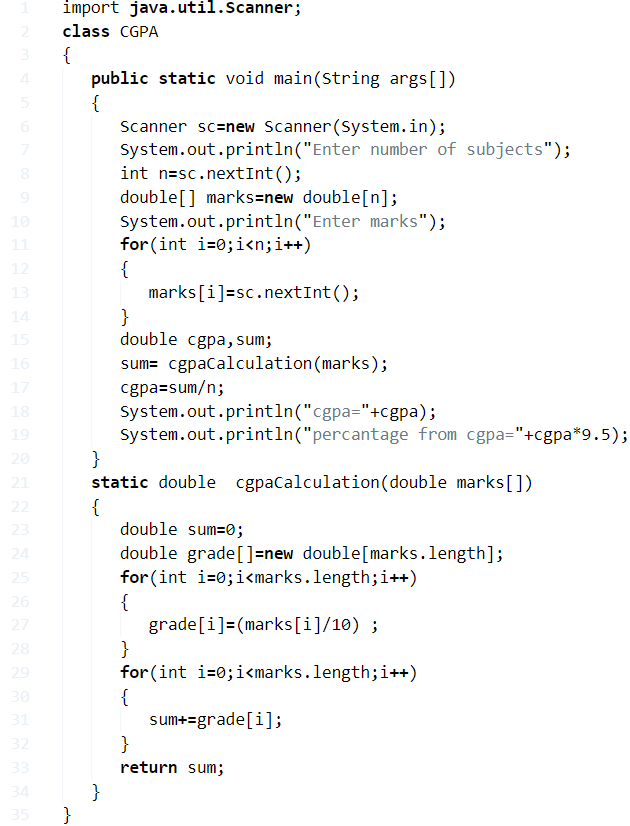 1 import java.util.Scanner;
2 class CGPA
3 {
4 public static void main(String args[])
5 {
6 Scanner sc=new Scanner(System.in);
7 System.out.println("Enter number of subjects");
8 int n=sc.nextInt();
9 double[] marks=new double[n];
10 System.out.println("Enter marks");
11 for(int i=0;i<n;i++)
12 {
13 marks[i]=sc.nextInt();
14 }
15 double cgpa,sum;
16 sum= cgpaCalculation(marks);
17 cgpa=sum/n;
18 System.out.println("cgpa="+cgpa);
19 System.out.println("percantage from cgpa="+cgpa*9.5);
20 }
21 static double  cgpaCalculation(double marks[])
22 {
23 double sum=0;
24 double grade[]=new double[marks.length];
25 for(int i=0;i<marks.length;i++)
26 {
27 grade[i]=(marks[i]/10) ;
28 }
29 for(int i=0;i<marks.length;i++)
30 {
31 sum+=grade[i];
32 }
33 return sum;
34 }
35 }